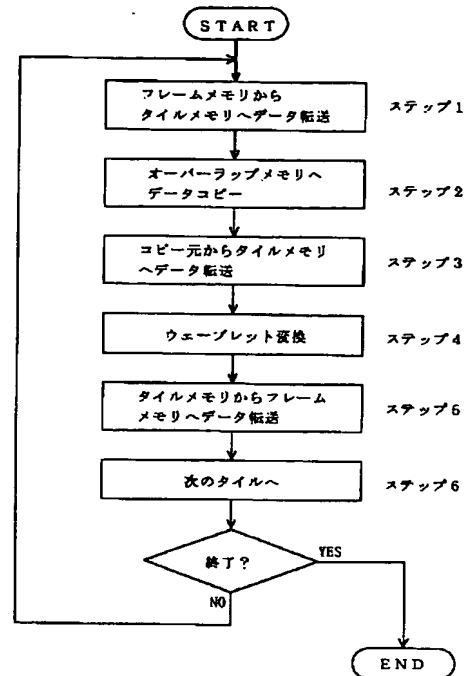 START
フレームメモリから
タイルメモリへデータ転送
ステップ1
オーバーラップメモリへ
データコピー
ステップ2
コピー元からタイルメモリ
へデータ転送
ステップ3
ウェーブレット変換
ステップ4
タイルメモリからフレーム
メモリへデータ転送
ステップ5
次のタイルへ
ステップ6
終了?
YES
NO
END